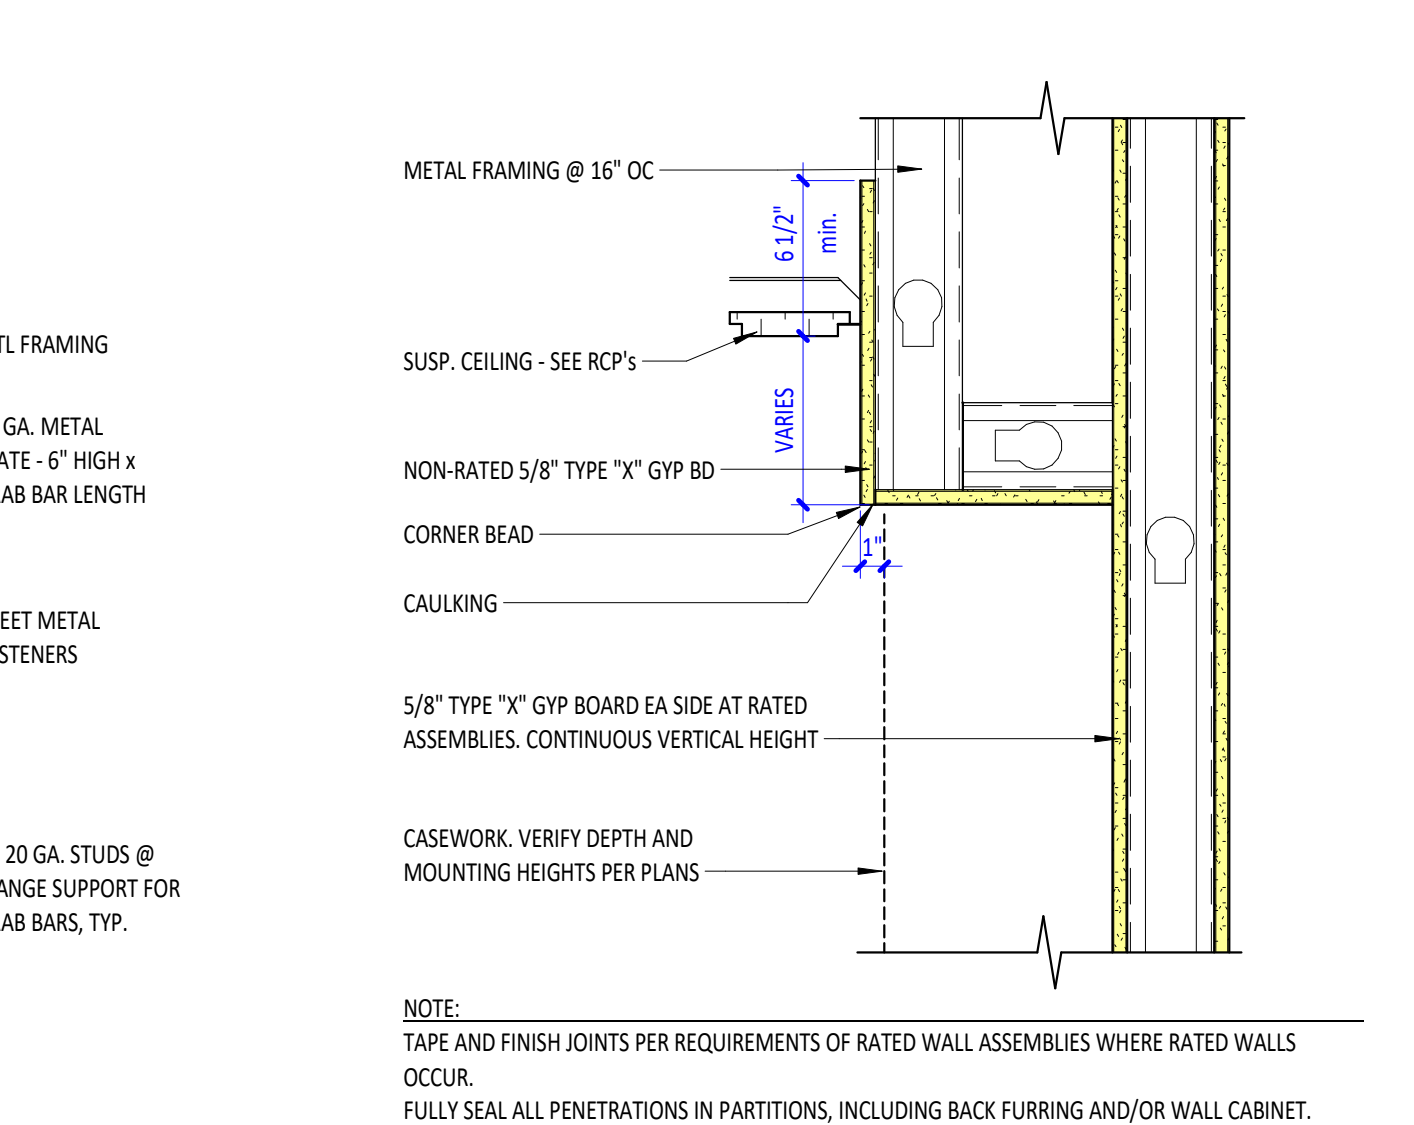 METAL FRAMING @ 16" OC
6 1/2"
min.
SUSP. CEILING - SEE RCP's
VARIES
NON-RATED 5/8" TYPE "X" GYP BD
CORNER BEAD
1"
CAULKING
5/8" TYPE "X" GYP BOARD EA SIDE AT RATED
ASSEMBLIES. CONTINUOUS VERTICAL HEIGHT
CASEWORK. VERIFY DEPTH AND
MOUNTING HEIGHTS PER PLANS
NOTE:
TAPE AND FINISH JOINTS PER REQUIREMENTS OF RATED WALL ASSEMBLIES WHERE RATED WALLS
OCCUR.
FULLY SEAL ALL PENETRATIONS IN PARTITIONS, INCLUDING BACK FURRING AND/OR WALL CABINET.
TL FRAMING
GA. METAL
ATE - 6" HIGH x
AB BAR LENGTH
EET METAL
STENERS
20 GA. STUDS @
ANGE SUPPORT FOR
AB BARS, TYP.